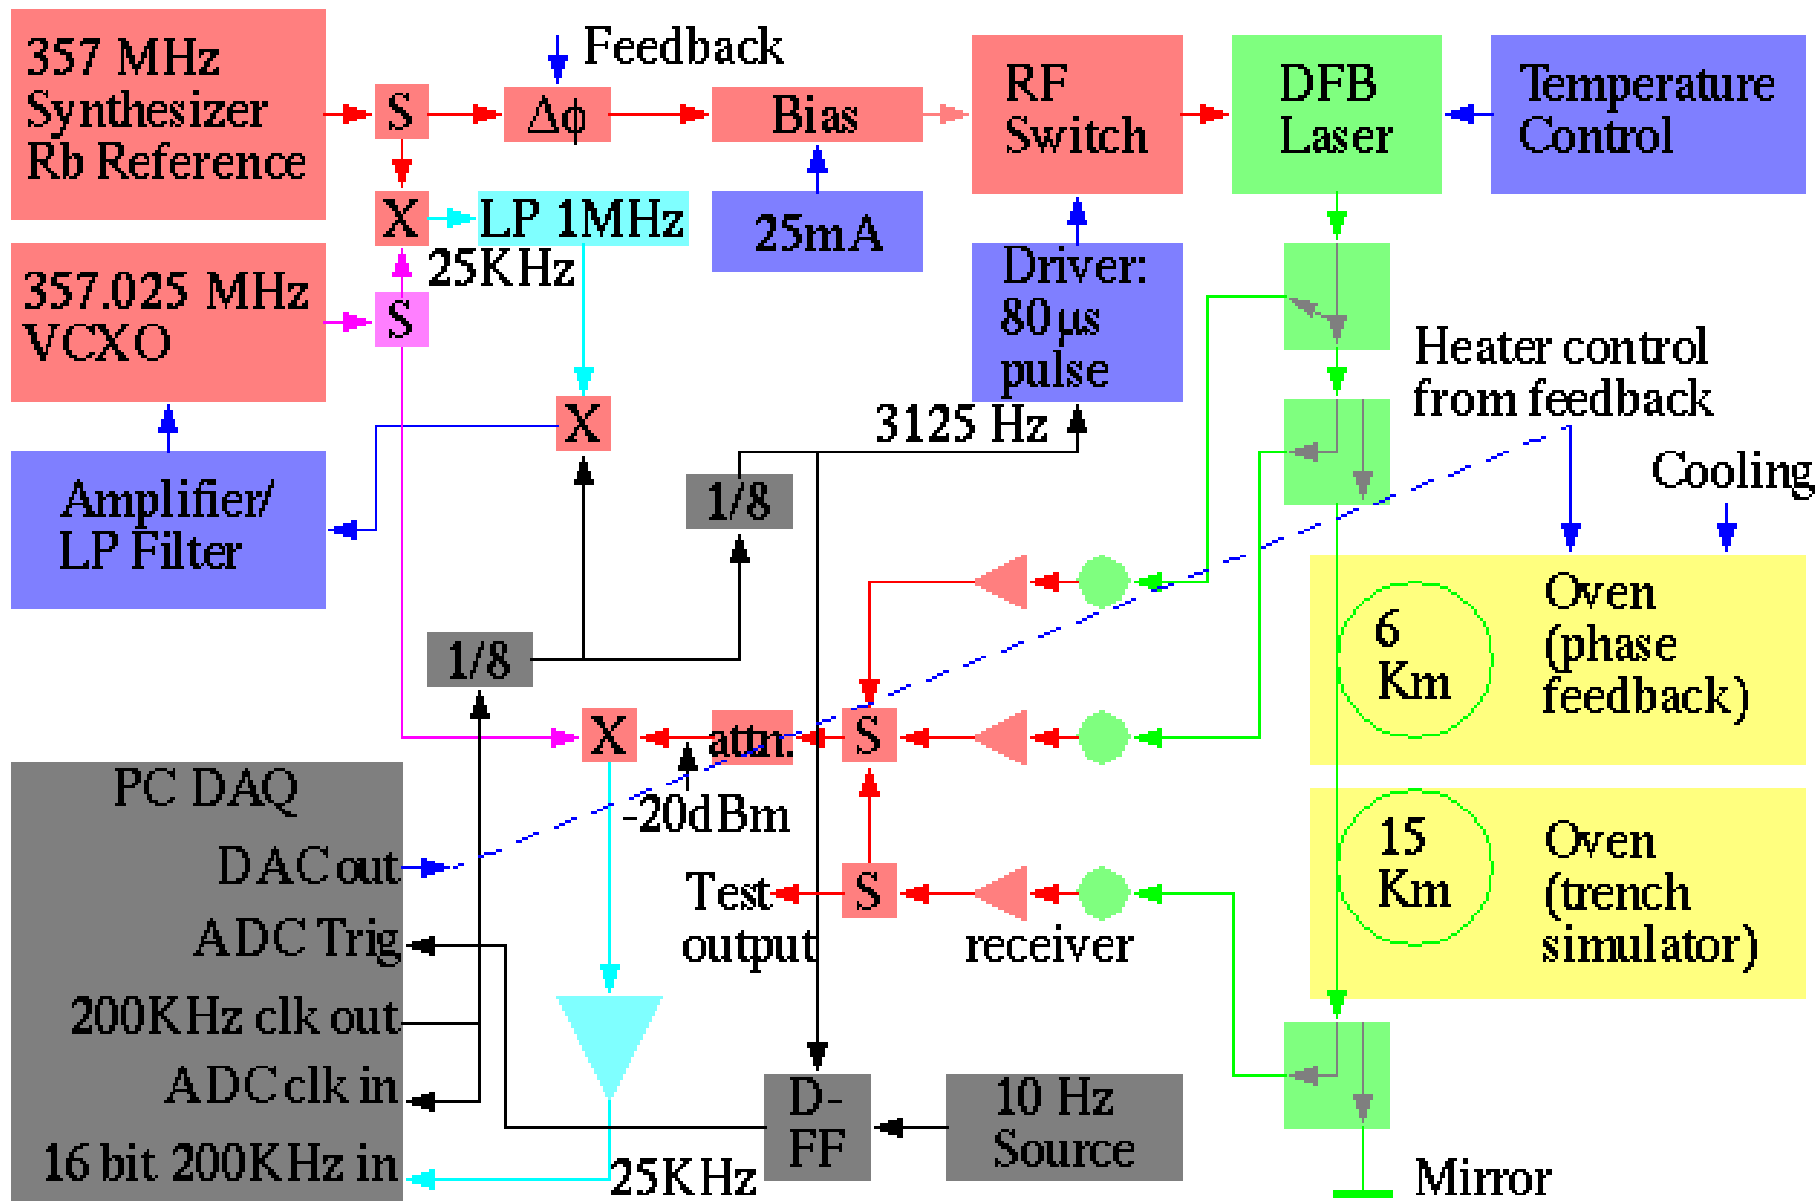 357 MHz
Synthesizer
Rb Reference
S
Feedback
Δϕ
Bias
RF
Switch
DFB
Laser
Temperature
Control
X
LP 1MHz
25KHz
25mA
Driver:
80µs
pulse
357.025 MHz
VCXO
S
X
3125 Hz
Heater control
from feedback
Cooling
Amplifier/
LP Filter
1/8
1/8
6
Km
Oven
(phase
feedback)
X
attn.
S
-20dBm
15
Km
Oven
(trench
simulator)
Test
output
S
receiver
PC DAQ
DAC out
ADC Trig
200KHz clk out
ADC clk in
16 bit 200KHz in
25KHz
D-
FF
10 Hz
Source
Mirror